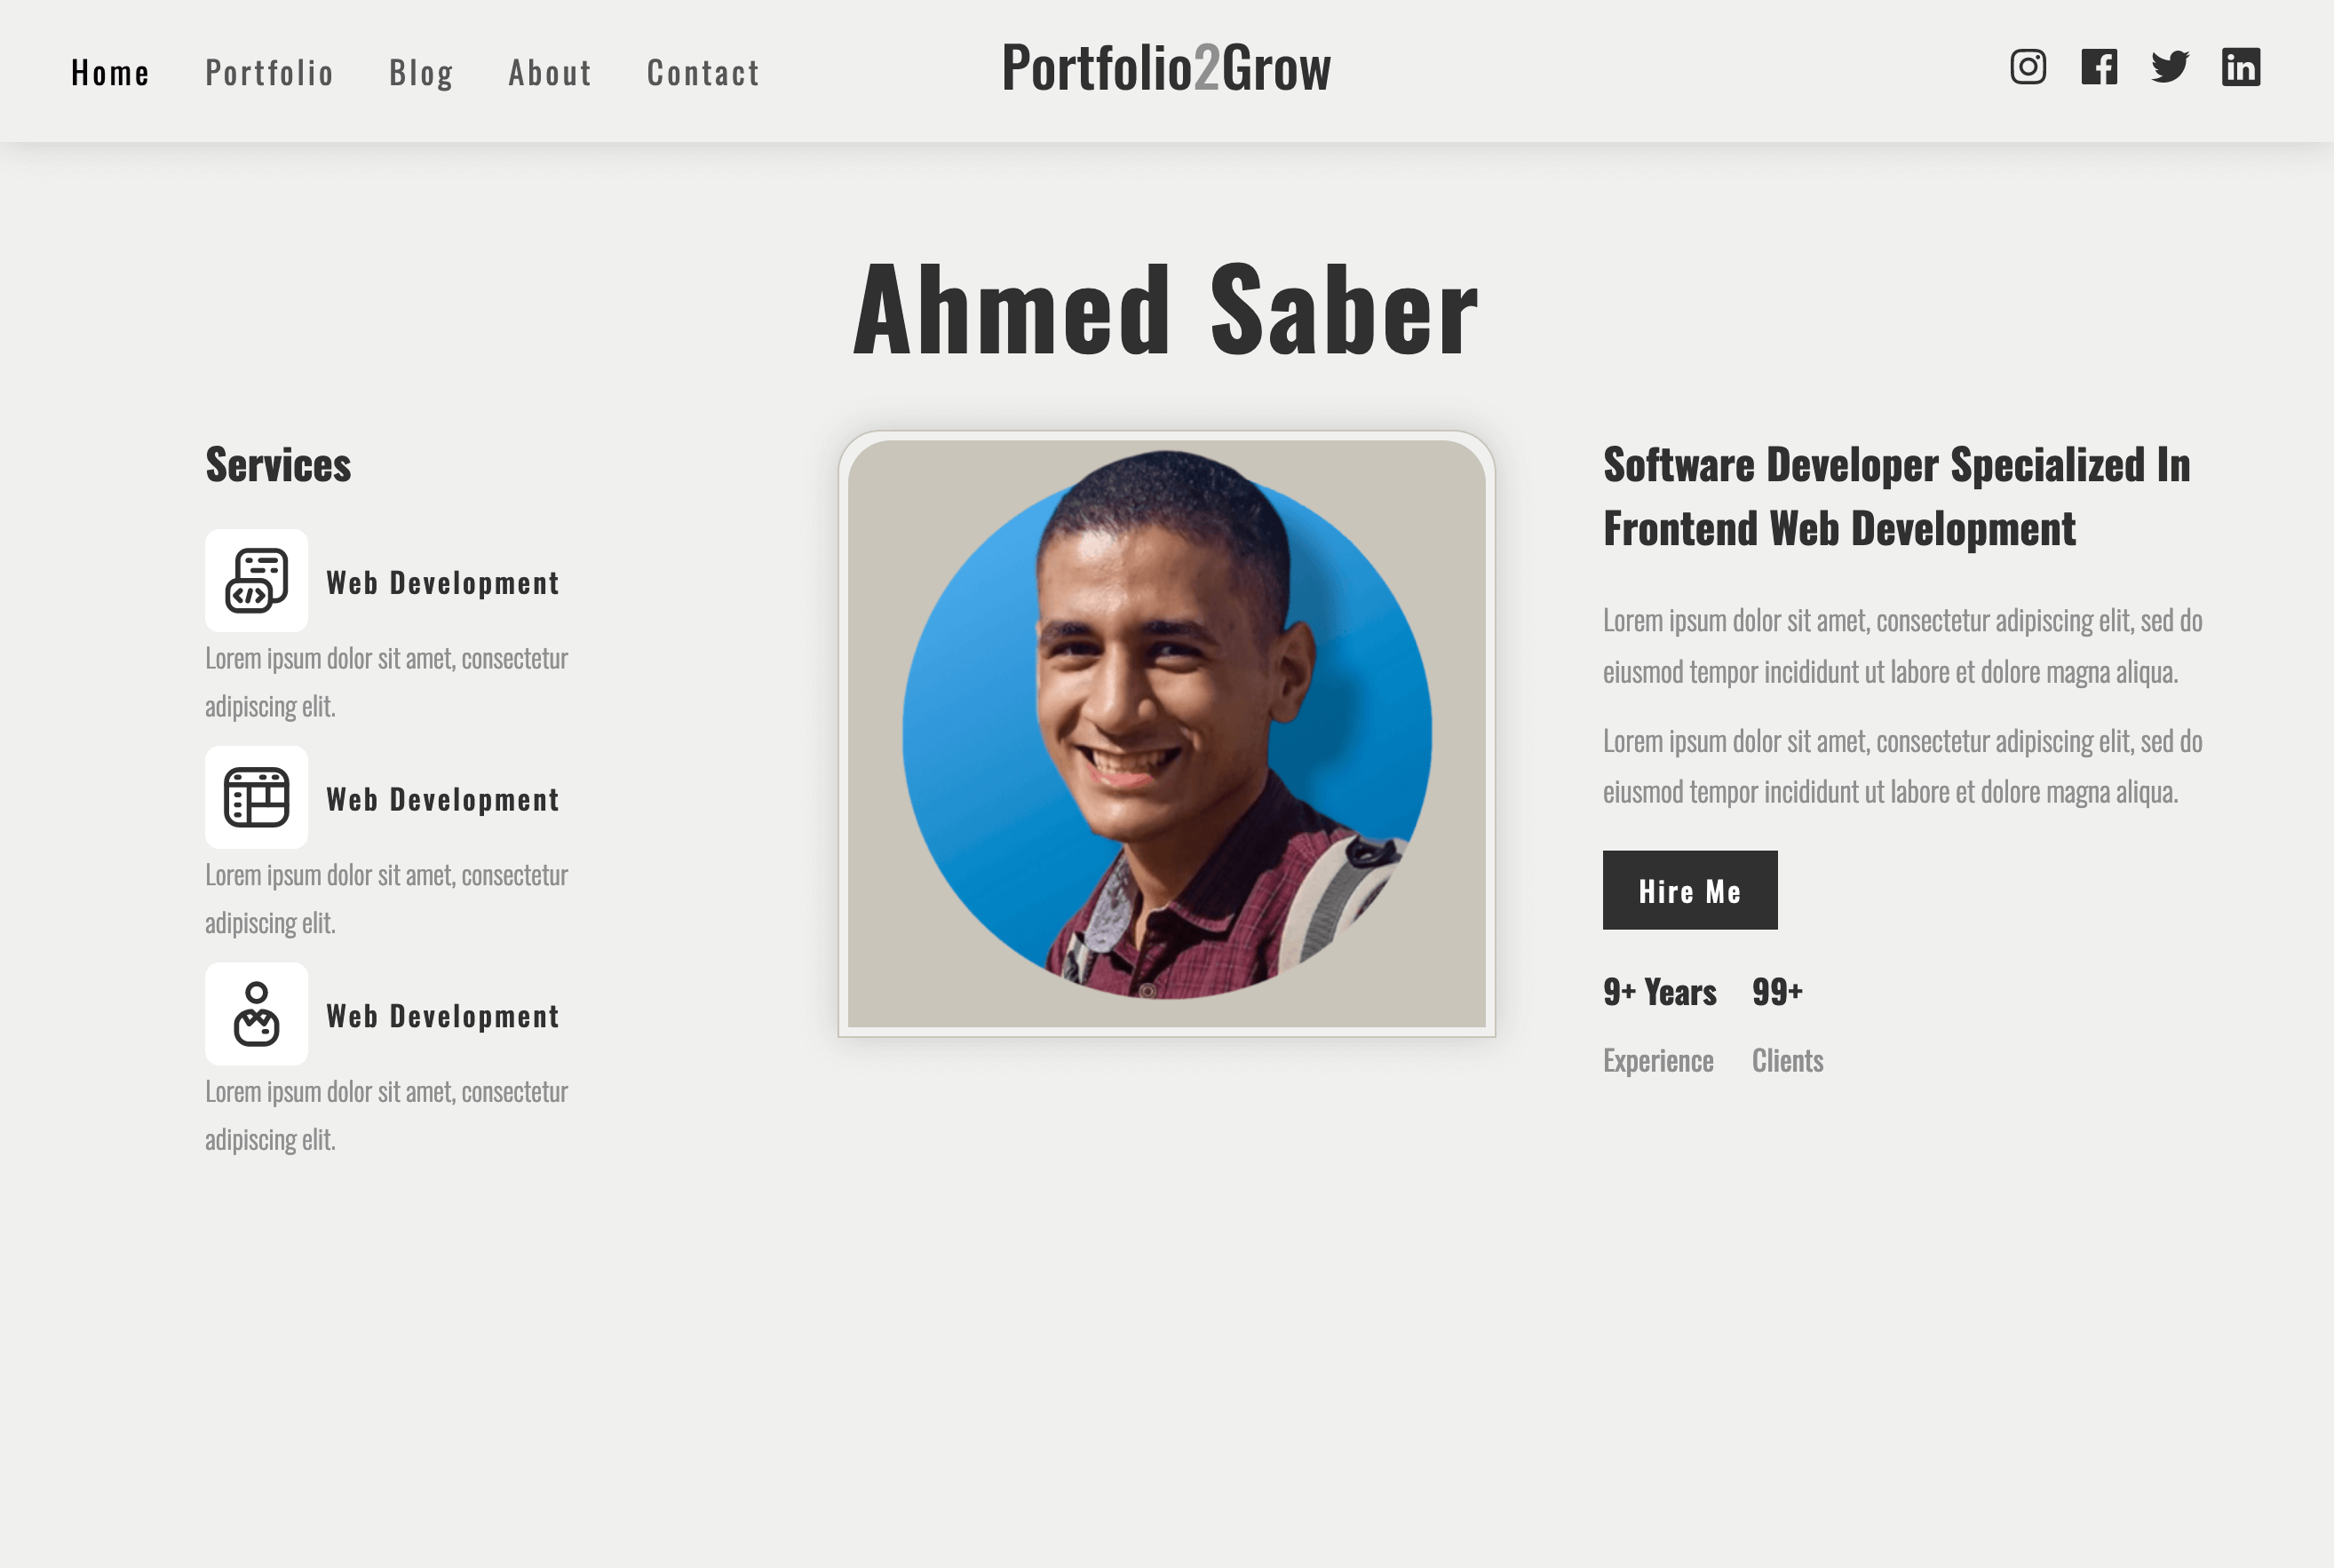 Home Portfolio Blog About Contact
Portfolio2Grow
Ahmed Saber
Services
Web Development
Lorem ipsum dolor sit amet, consectetur
adipiscing elit.
Web Development
Lorem ipsum dolor sit amet, consectetur
adipiscing elit.
Web Development
Lorem ipsum dolor sit amet, consectetur
adipiscing elit.
Software Developer Specialized In
Frontend Web Development
Lorem ipsum dolor sit amet, consectetur adipiscing elit, sed do
eiusmod tempor incididunt ut labore et dolore magna aliqua.
Lorem ipsum dolor sit amet, consectetur adipiscing elit, sed do
eiusmod tempor incididunt ut labore et dolore magna aliqua.
Hire Me
9+ Years 99+
Experience Clients